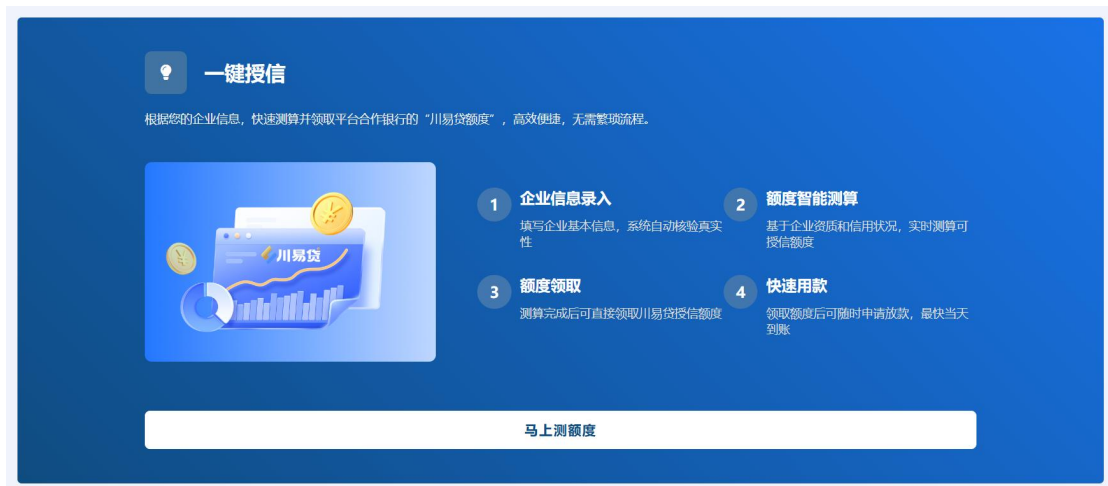 一键授信
根据您的企业信息，快速测算并领取平台合作银行的“川易贷额度”，高效便捷，无需繁琐流程。
川易贷
1 企业信息录入
填写企业基本信息，系统自动核验真实
性
2 额度智能测算
基于企业资质和信用状况，实时测算可
授信额度
3 额度领取
测算完成后可直接领取川易贷授信额度
4 快速用款
领取额度后可随时申请放款，最快当天
到账
马上测额度